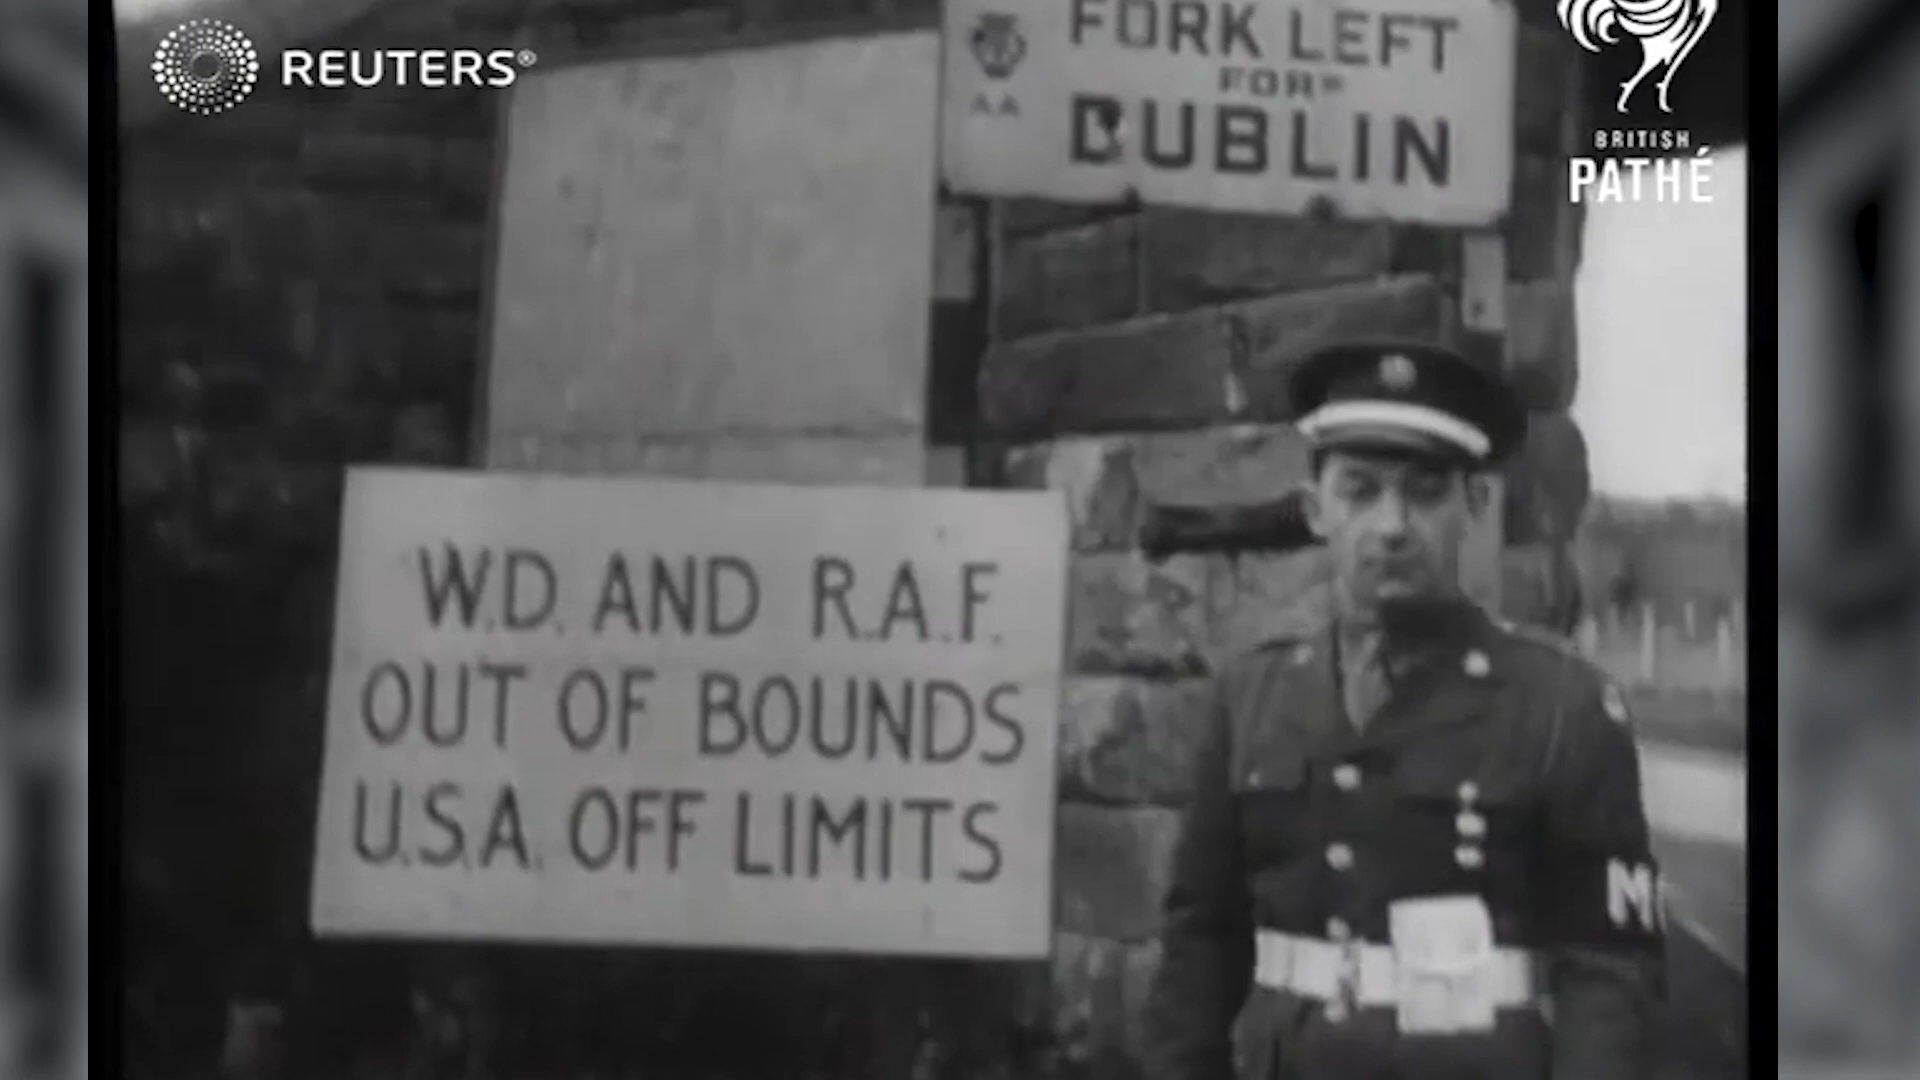 REUTERS®
FORK LEFT
FOR
DUBLIN
AA
BRITISH
PATHÉ
W.D. AND R.A.F.
OUT OF BOUNDS
U.S.A. OFF LIMITS